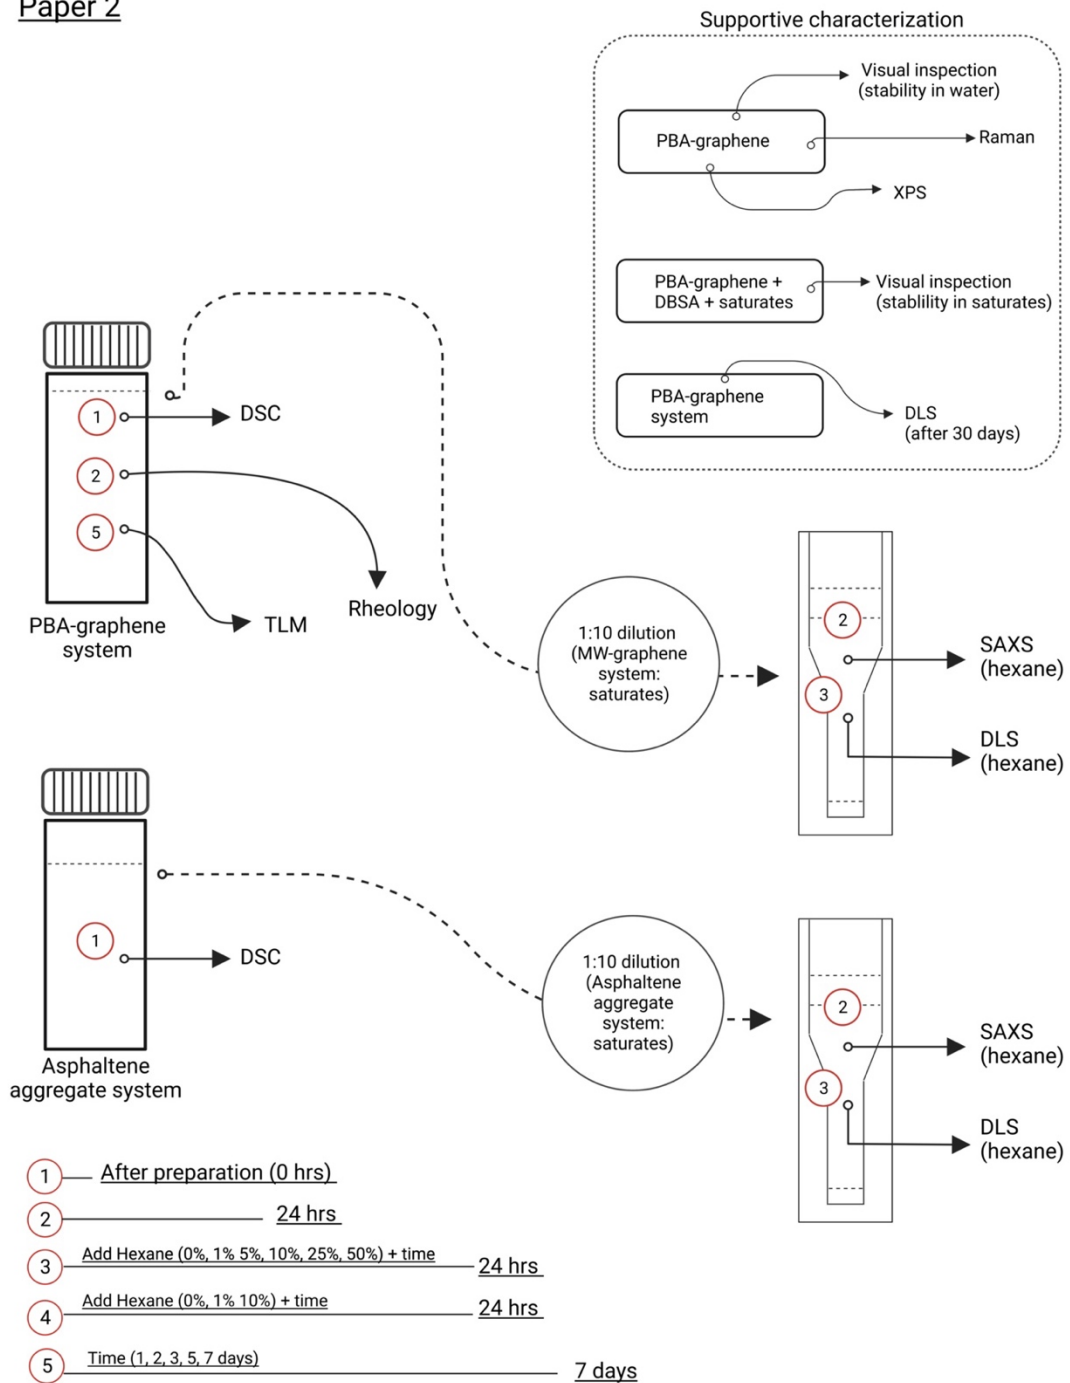 Paper 2
Supportive characterization
Visual inspection
(stability in water)
PBA-graphene
Raman
XPS
PBA-graphene +
DBSA + saturates
Visual inspection
(stablility in saturates)
PBA-graphene
system
DLS
(after 30 days)
1
DSC
2
5
Rheology
TLM
PBA-graphene
system
1:10 dilution
(MW-graphene
system:
saturates)
2
SAXS
(hexane)
3
DLS
(hexane)
1
DSC
Asphaltene
aggregate system
1:10 dilution
(Asphaltene
aggregate
system:
saturates)
2
SAXS
(hexane)
3
DLS
(hexane)
1 After preparation (0 hrs)
2 24 hrs
3 Add Hexane (0%, 1% 5%, 10%, 25%, 50%) + time 24 hrs
4 Add Hexane (0%, 1% 10%) + time 24 hrs
5 Time (1, 2, 3, 5, 7 days) 7 days